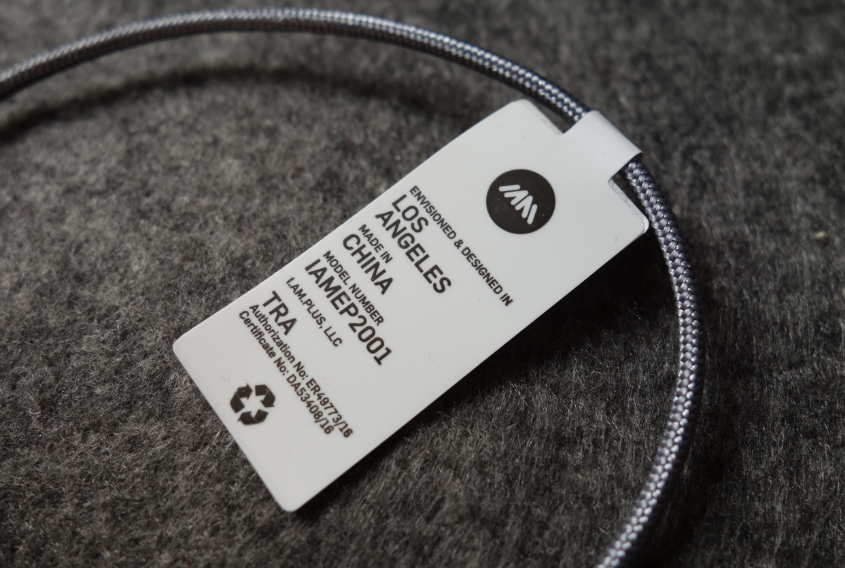 ENVISIONED & DESIGNED IN
LOS
ANGELES
MADE IN
CHINA
MODEL NUMBER
IAMEP2001
I.AM.PLUS, LLC
TRA
Authorization No: ER49773/16
Certificate No: DA53408/16